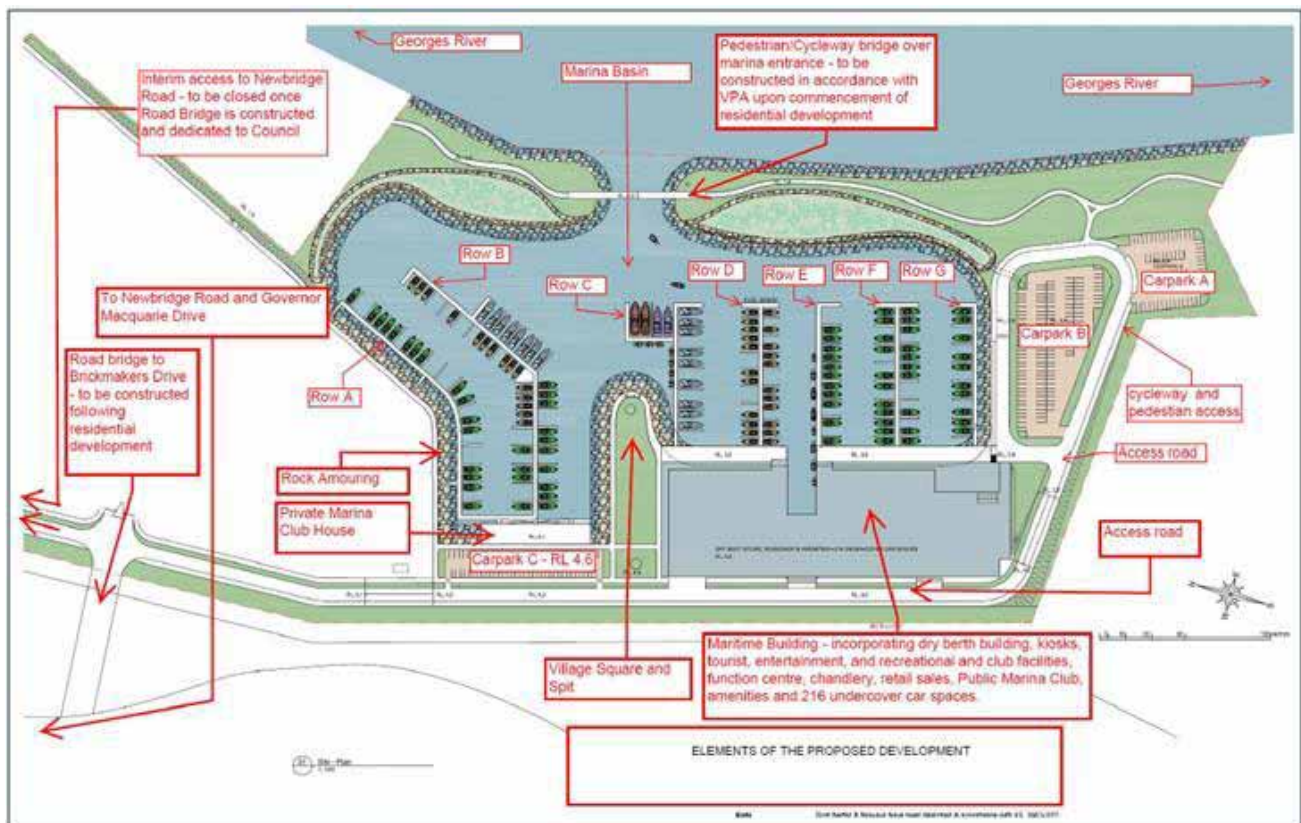 Georges River
Interim access to Newbridge
Road - to be closed once
Road Bridge is constructed
and dedicated to Council
Marina Basin
Pedestrian/Cycleway bridge over
marina entrance - to be
constructed in accordance with
VPA upon commencement of
residential development
Georges River
Row B
Row C
Row D
Row E
Row F
Row G
Carpark A
Carpark B
To Newbridge Road and Governor
Macquarie Drive
Road bridge to
Brickmakers Drive
- to be constructed
following
residential
development
Row A
cycleway and
pedestian access
Access road
Rock Amouring
Private Marina
Club House
Carpark C - RL 4.6
Access road
Village Square and
Spit
Maritime Building - incorporating dry berth building, kiosks,
tourist, entertainment, and recreational and club facilities,
function centre, chandlery, retail sales, Public Marina Club,
amenities and 216 undercover car spaces.
ELEMENTS OF THE PROPOSED DEVELOPMENT
Site - Plan